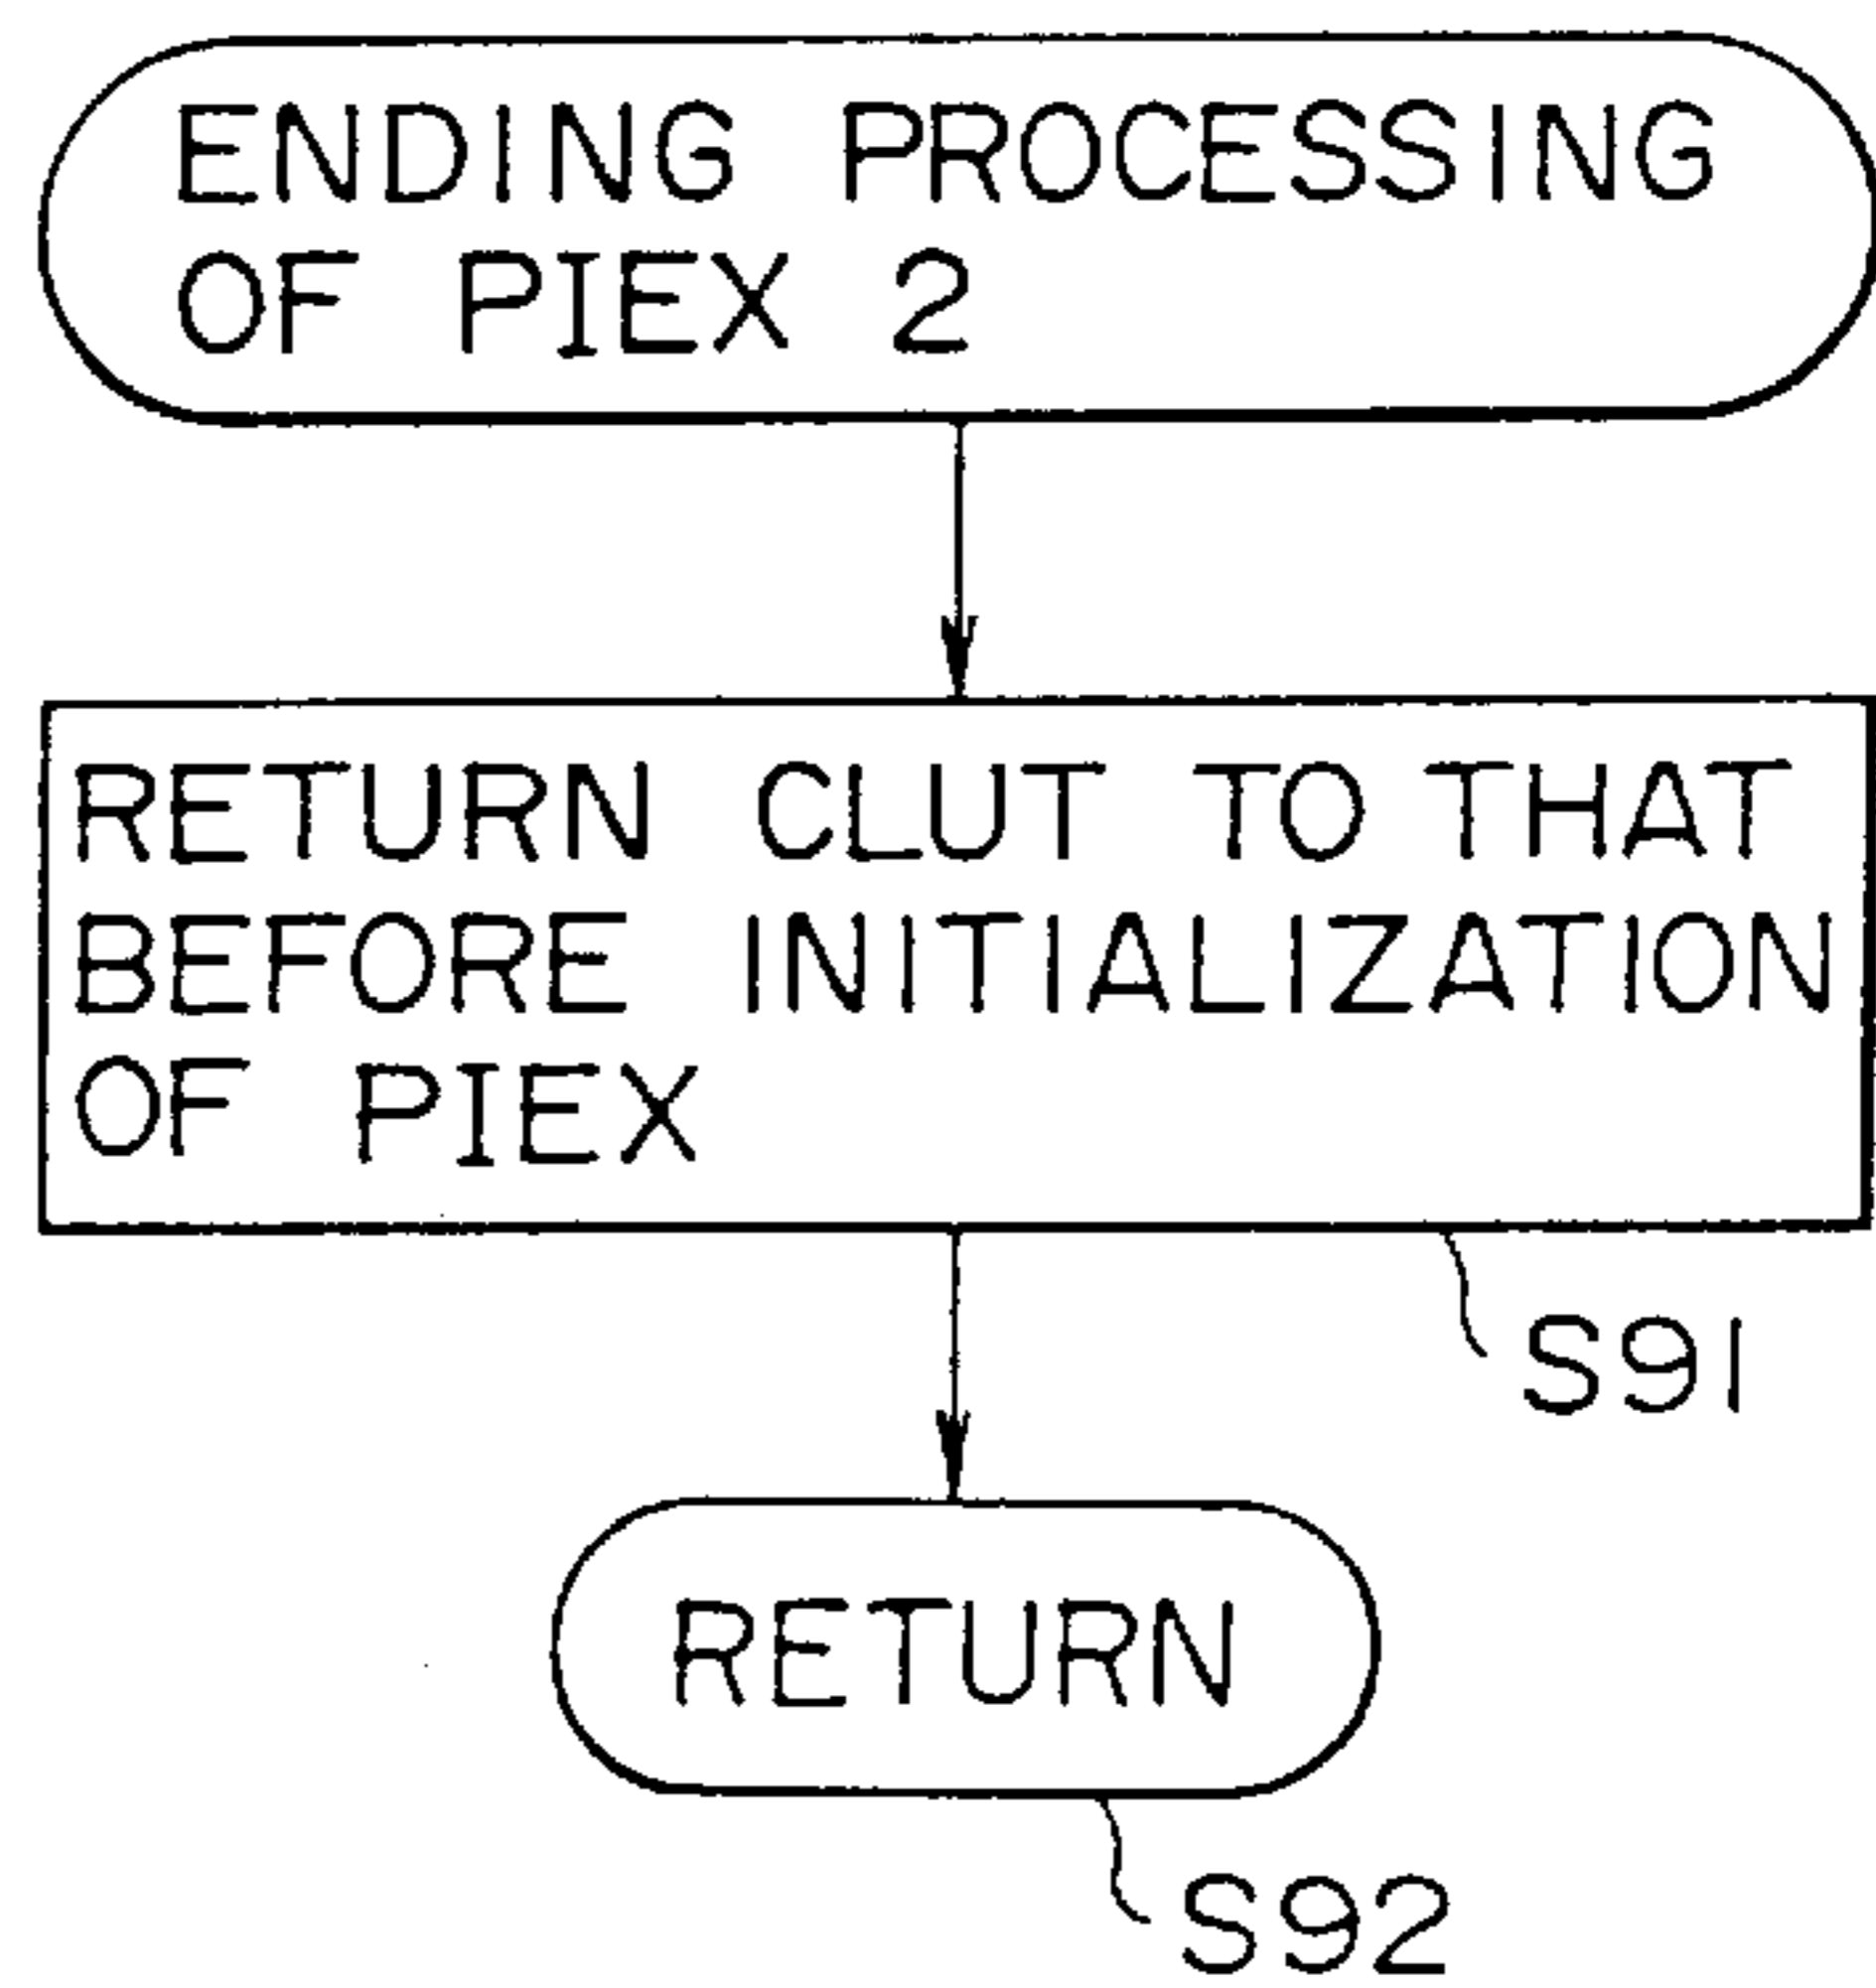 ENDING PROCESSING
OF PIEX 2
RETURN CLUT TO THAT
BEFORE INITIALIZATION
OF PIEX
S91
RETURN
S92